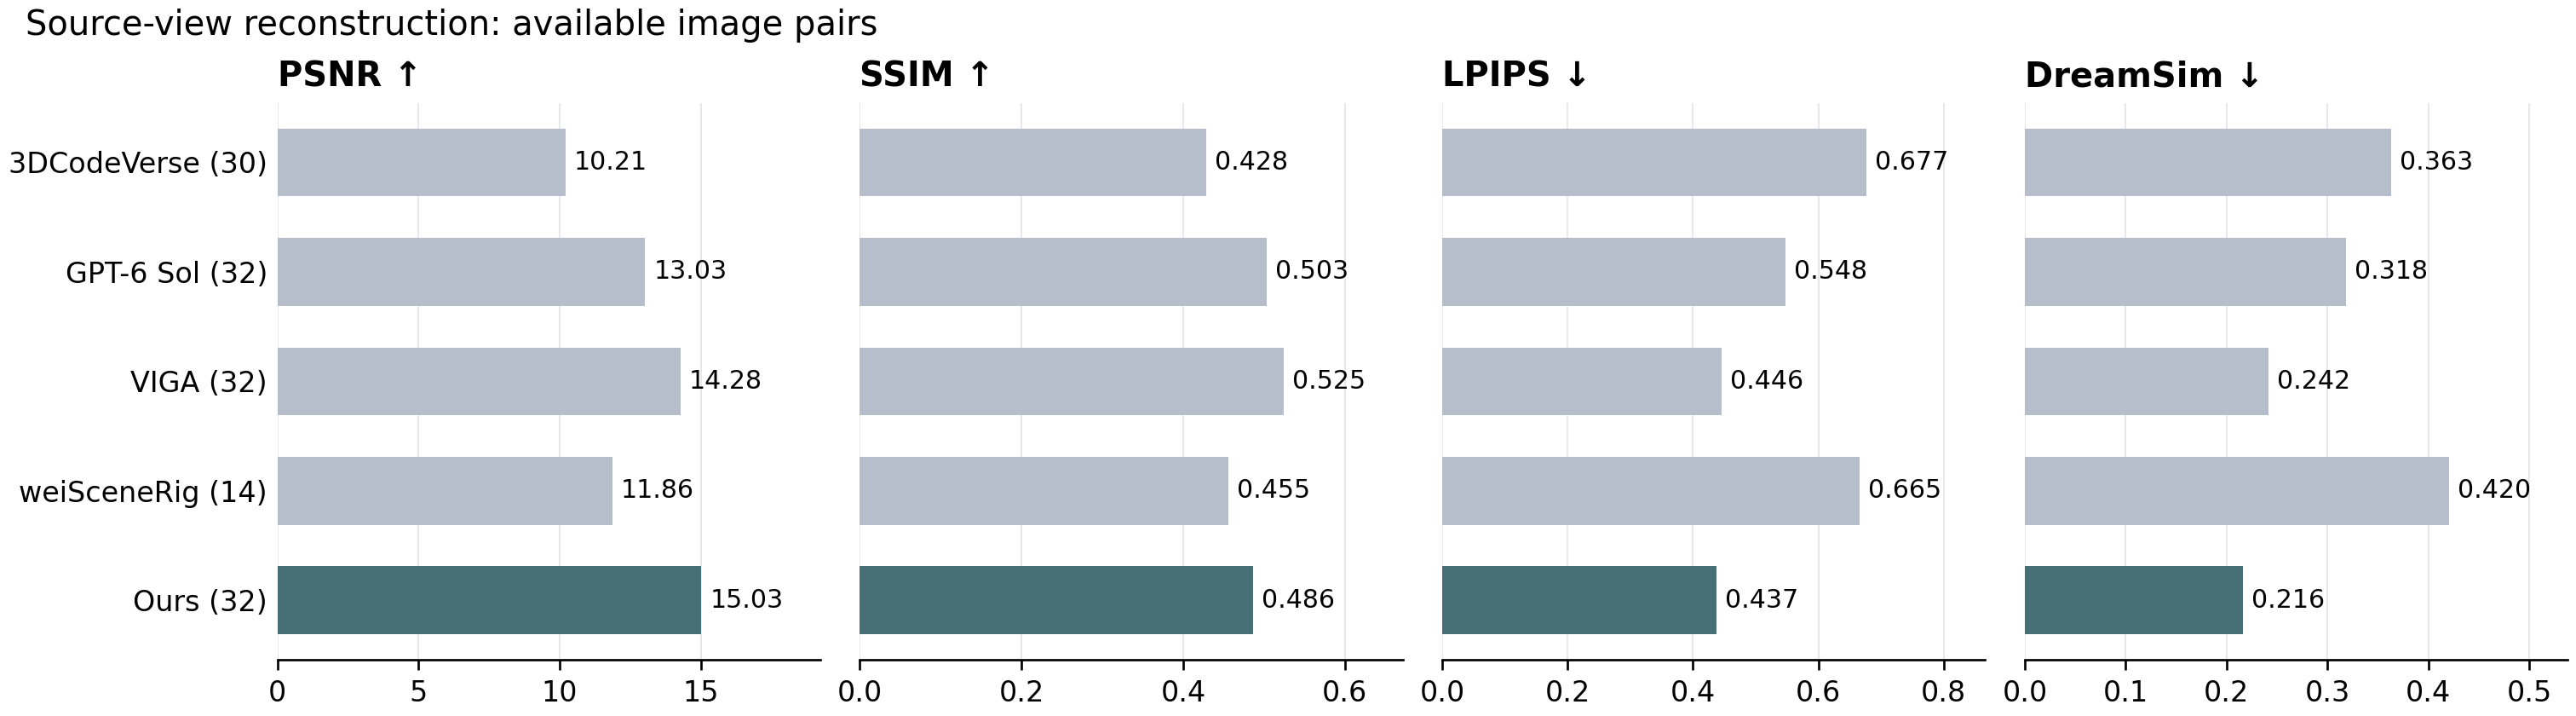 Source-view reconstruction: available image pairs
PSNR ↑
SSIM ↑
LPIPS ↓
DreamSim ↓
3DCodeVerse (30)
10.21
0.428
0.677
0.363
GPT-6 Sol (32)
13.03
0.503
0.548
0.318
VIGA (32)
14.28
0.525
0.446
0.242
weiSceneRig (14)
11.86
0.455
0.665
0.420
Ours (32)
15.03
0.486
0.437
0.216
0 5 10 15
0.0 0.2 0.4 0.6
0.0 0.2 0.4 0.6 0.8
0.0 0.1 0.2 0.3 0.4 0.5